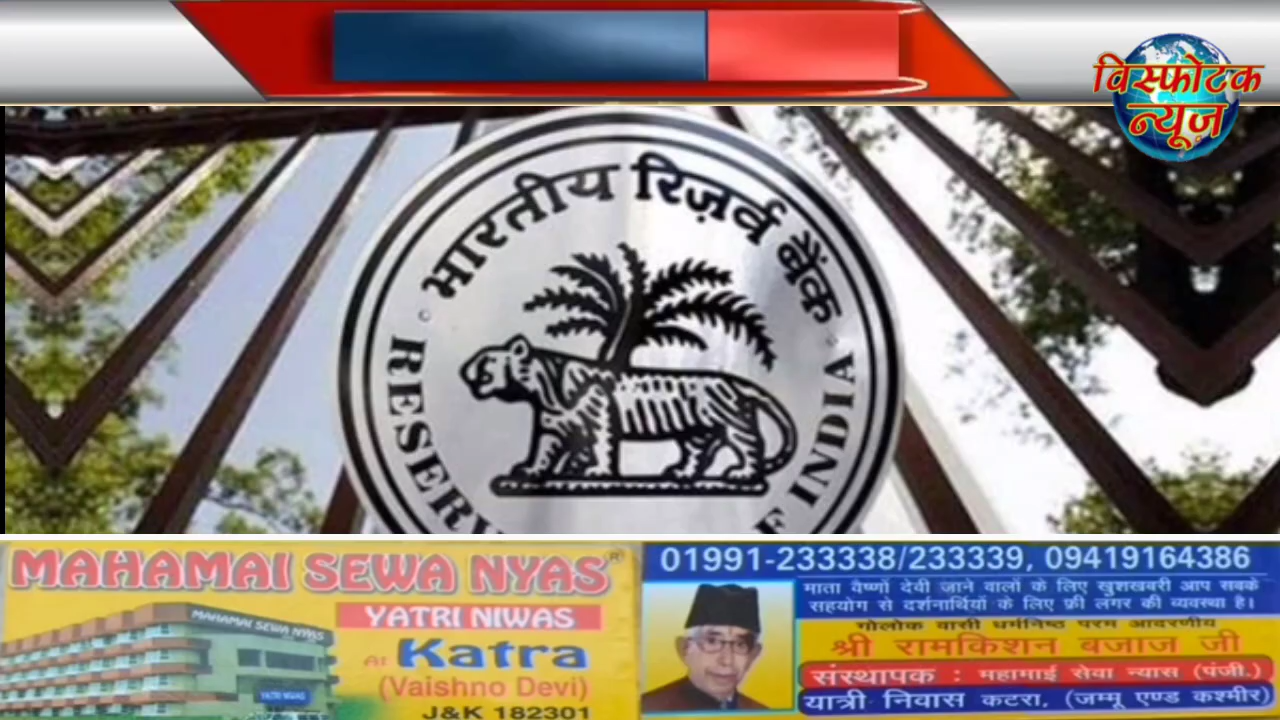 विस्फोटक
न्यूज़
भारतीय रिज़र्व बैंक
RESERV
F INDIA
MAHAMAI SEWA NYAS®
YATRI NIWAS
At Katra
(Vaishno Devi)
J&K 182301
MAHAMAI SEWA NYAS
YATRI NIWAS
01991-233338/233339, 09419164386
माता वैष्णो देवी जाने वालों के लिए खुशखबरी आप सबके
सहयोग से दर्शनार्थियों के लिए फ्री लंगर की व्यवस्था है।
गोलोक वासी धर्मनिष्ठ परम आदरणीय
श्री रामकिशन बजाज जी
संस्थापक : महामाई सेवा न्यास (पंजी.)
यात्री निवास कटरा, (जम्मू एण्ड कश्मीर)